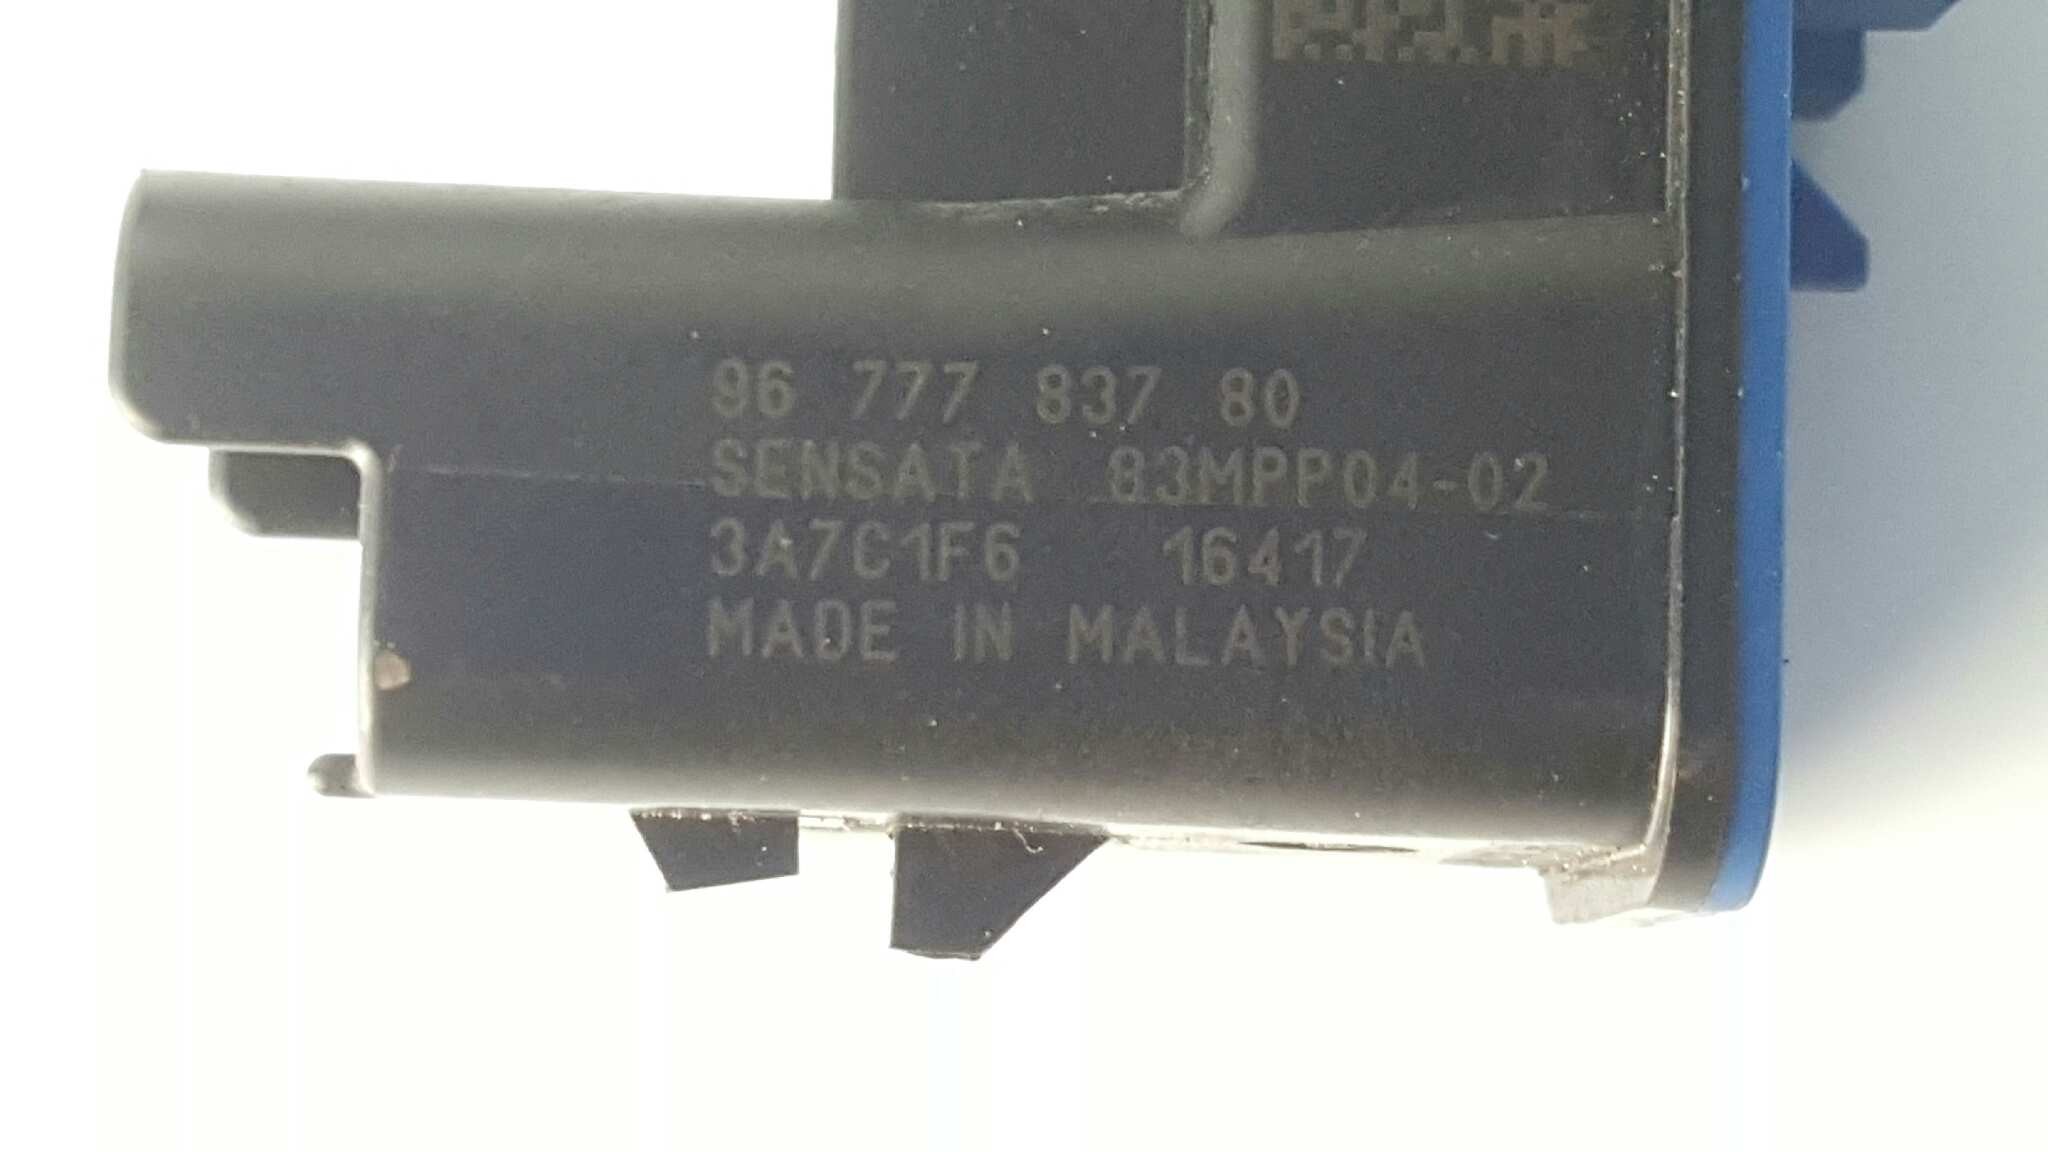 96 777 837 80
SENSATA 83MPP04-02
3A7C1F6 16417
MADE IN MALAYSIA